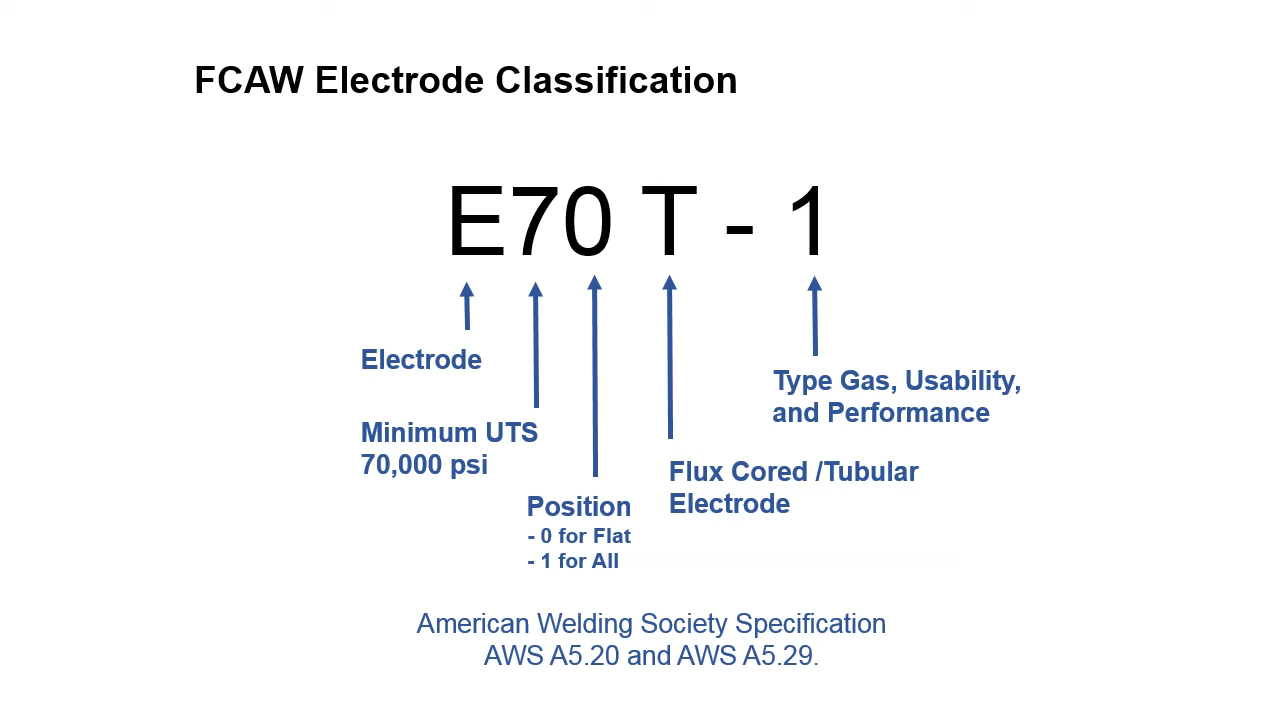 FCAW Electrode Classification
E70 T - 1
Electrode
Minimum UTS
70,000 psi
Position
- 0 for Flat
- 1 for All
Flux Cored /Tubular
Electrode
Type Gas, Usability,
and Performance
American Welding Society Specification
AWS A5.20 and AWS A5.29.